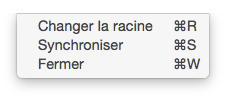 Changer la racine ⌘R
Synchroniser ⌘S
Fermer ⌘W